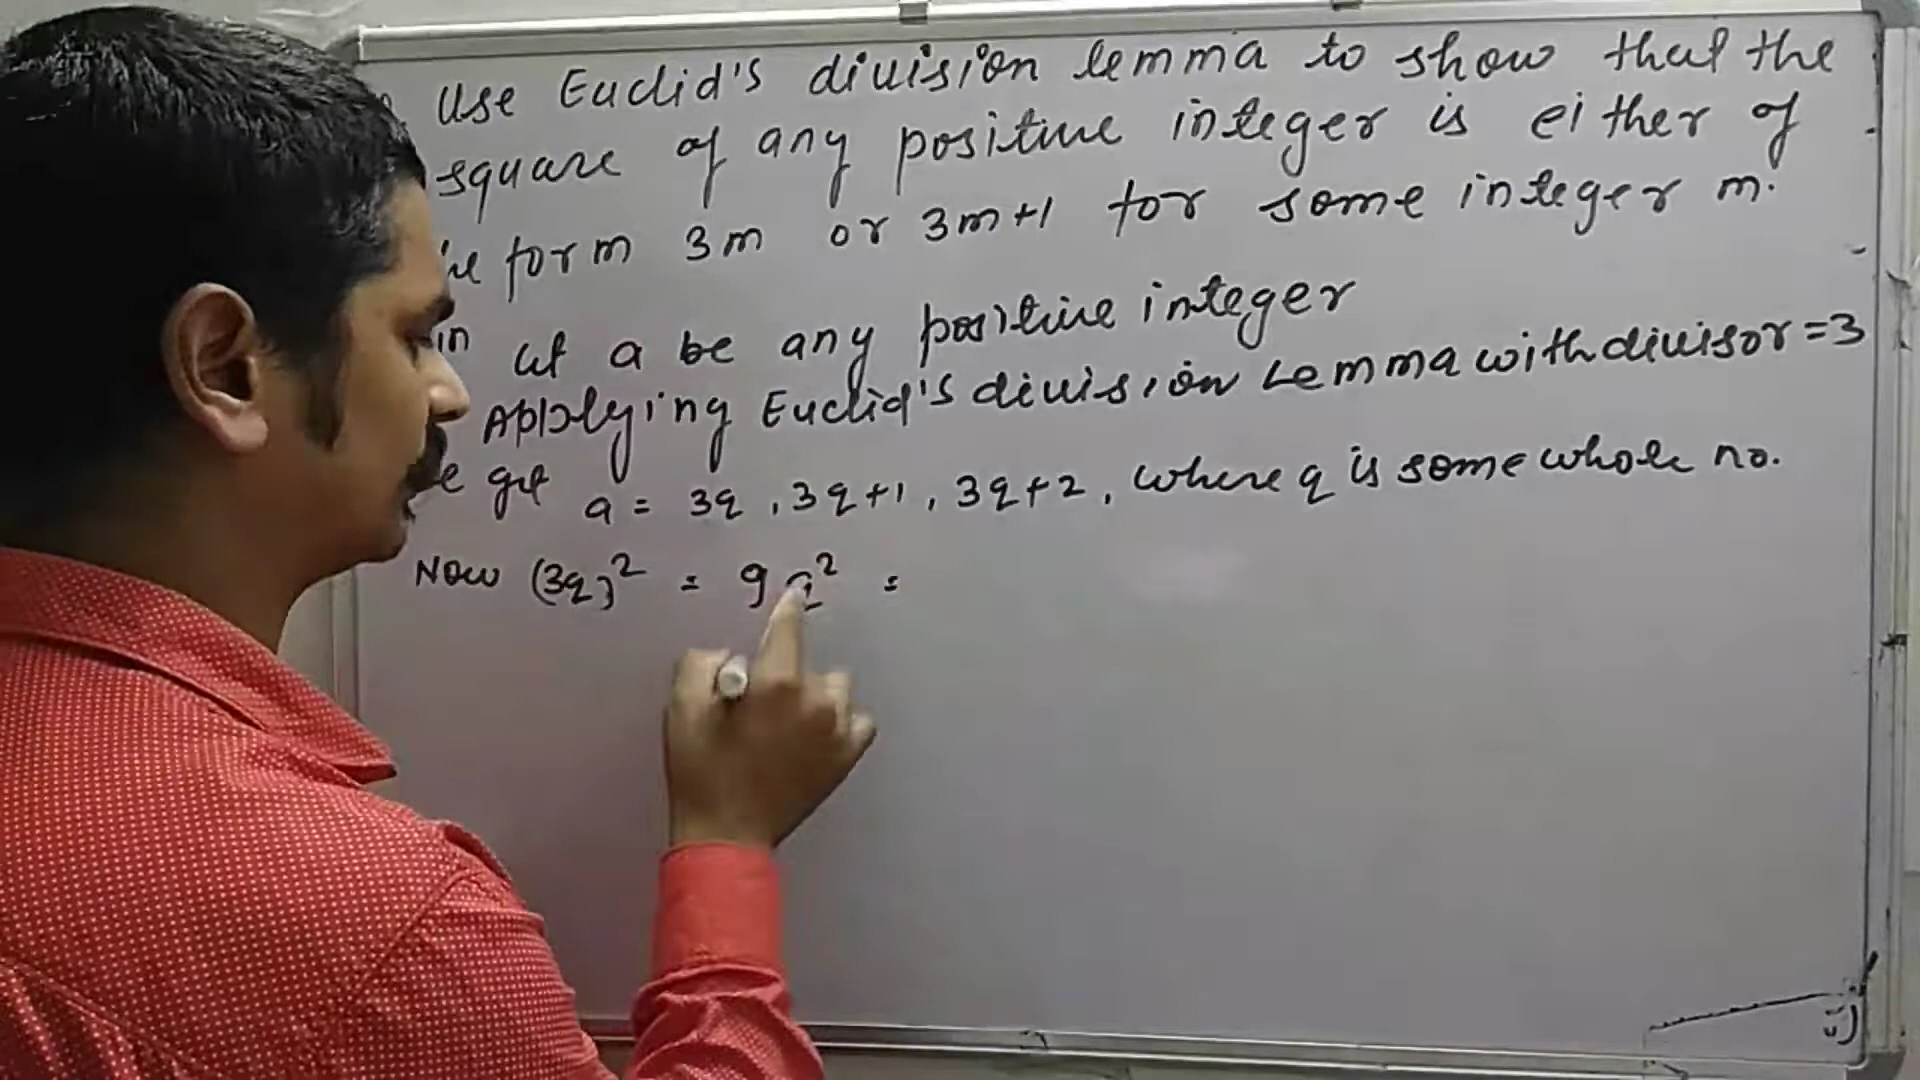 Use Euclid's division lemma to show that the
square of any positive integer is either of
form 3m or 3m+1 for some integer m.
Let a be any positive integer
Applying Euclid's division Lemma with divisor = 3
get a = 3q , 3q+1 , 3q+2 , where q is some whole no.
Now (3q)² = 9q² =